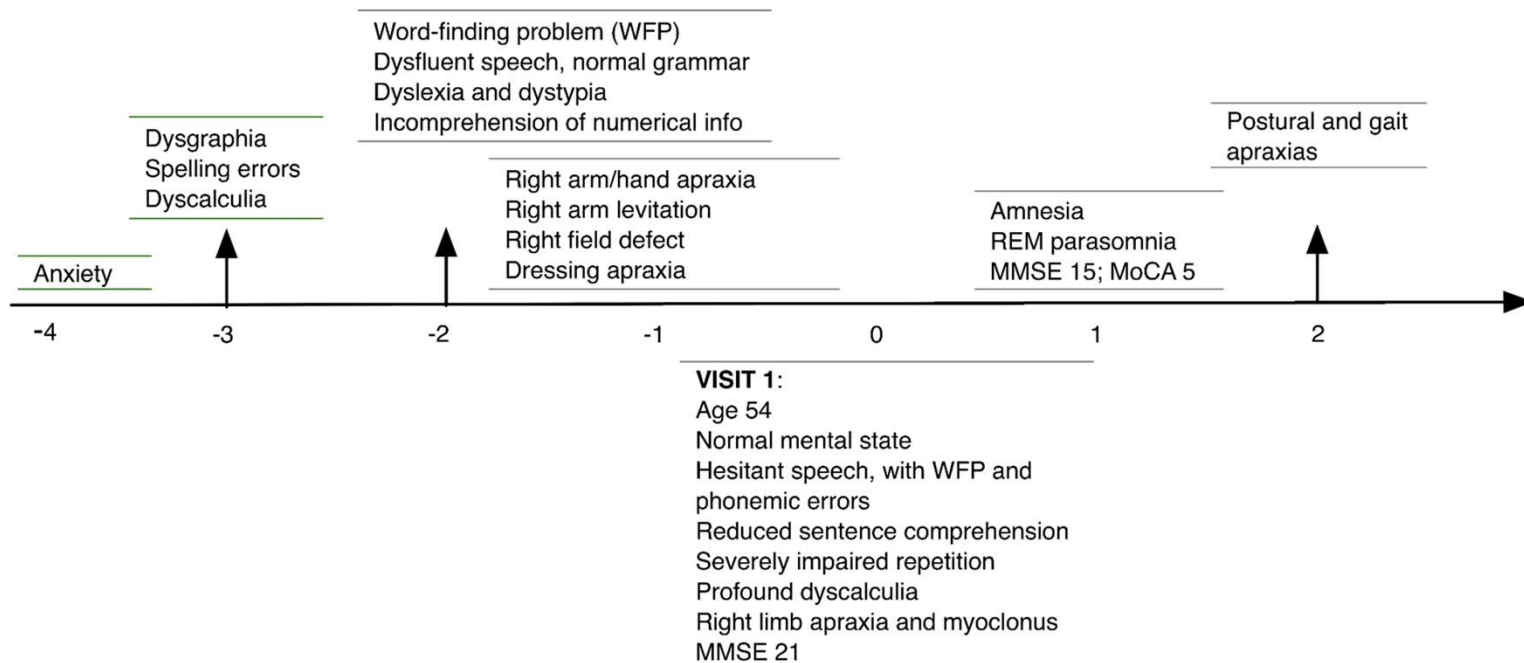 Word-finding problem (WFP)
Dysfluent speech, normal grammar
Dyslexia and dystypia
Incomprehension of numerical info
Dysgraphia
Spelling errors
Dyscalculia
Postural and gait
apraxias
Right arm/hand apraxia
Right arm levitation
Right field defect
Dressing apraxia
Amnesia
REM parasomnia
MMSE 15; MoCA 5
Anxiety
-4 -3 -2 -1 0 1 2
VISIT 1:
Age 54
Normal mental state
Hesitant speech, with WFP and
phonemic errors
Reduced sentence comprehension
Severely impaired repetition
Profound dyscalculia
Right limb apraxia and myoclonus
MMSE 21